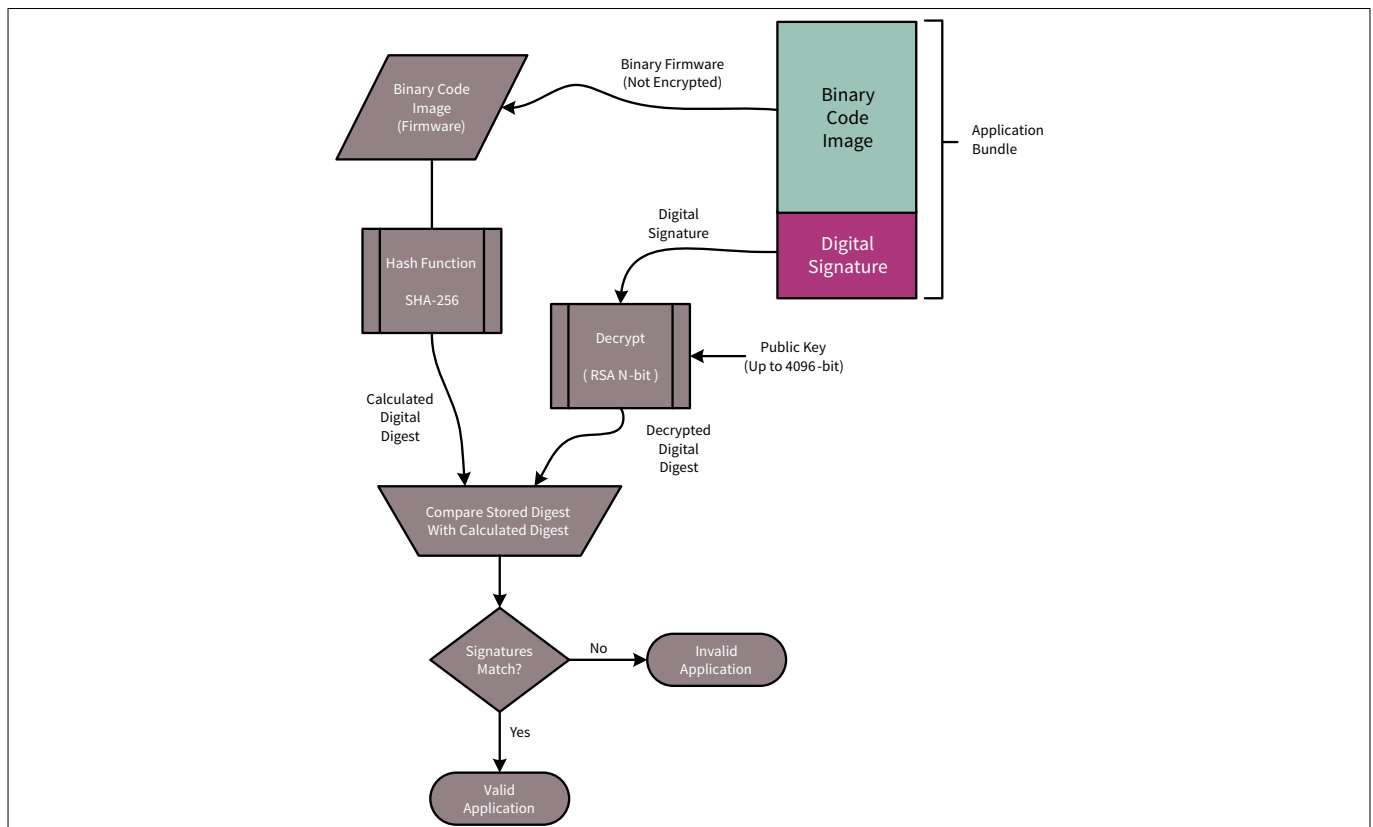 Binary Firmware
(Not Encrypted)
Binary Code
Image
(Firmware)
Binary
Code
Image
Application
Bundle
Digital
Signature
Digital
Signature
Hash Function
SHA-256
Decrypt
( RSA N-bit )
Public Key
(Up to 4096-bit)
Calculated
Digital
Digest
Decrypted
Digital
Digest
Compare Stored Digest
With Calculated Digest
Signatures
Match?
No
Invalid
Application
Yes
Valid
Application